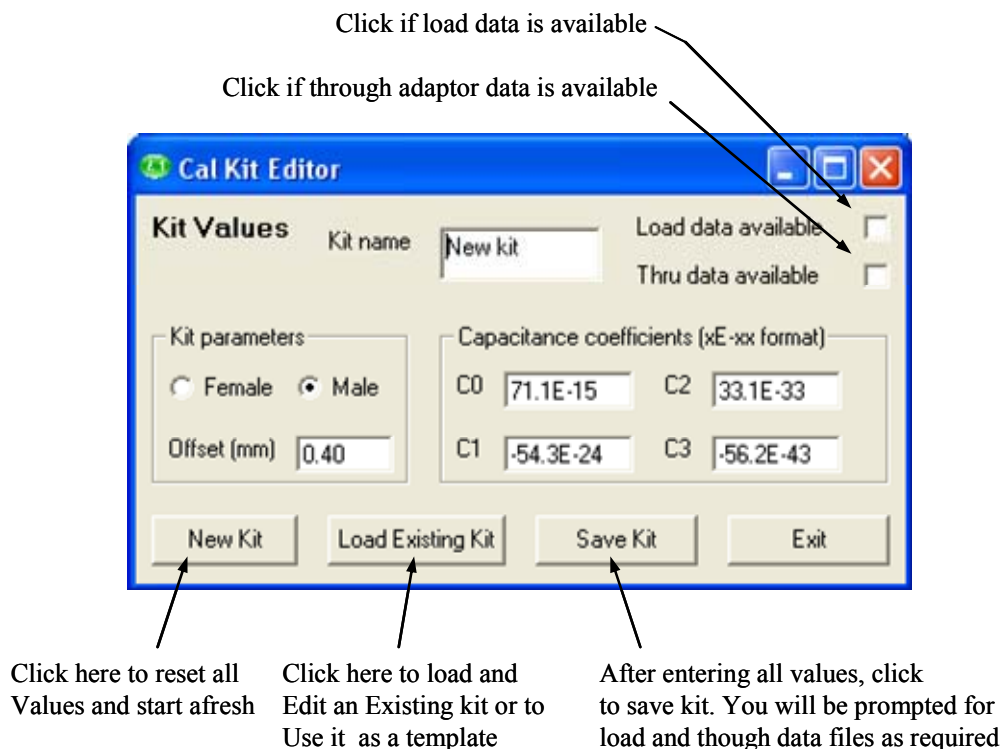 Click if load data is available
Click if through adaptor data is available
Cal Kit Editor
Kit Values
Kit name
New kit
Load data available
Thru data available
Kit parameters
Female
Male
Offset (mm)
0.40
Capacitance coefficients (xE-xx format)
C0
71.1E-15
C2
33.1E-33
C1
-54.3E-24
C3
-56.2E-43
New Kit
Load Existing Kit
Save Kit
Exit
Click here to reset all
Values and start afresh
Click here to load and
Edit an Existing kit or to
Use it as a template
After entering all values, click
to save kit. You will be prompted for
load and though data files as required